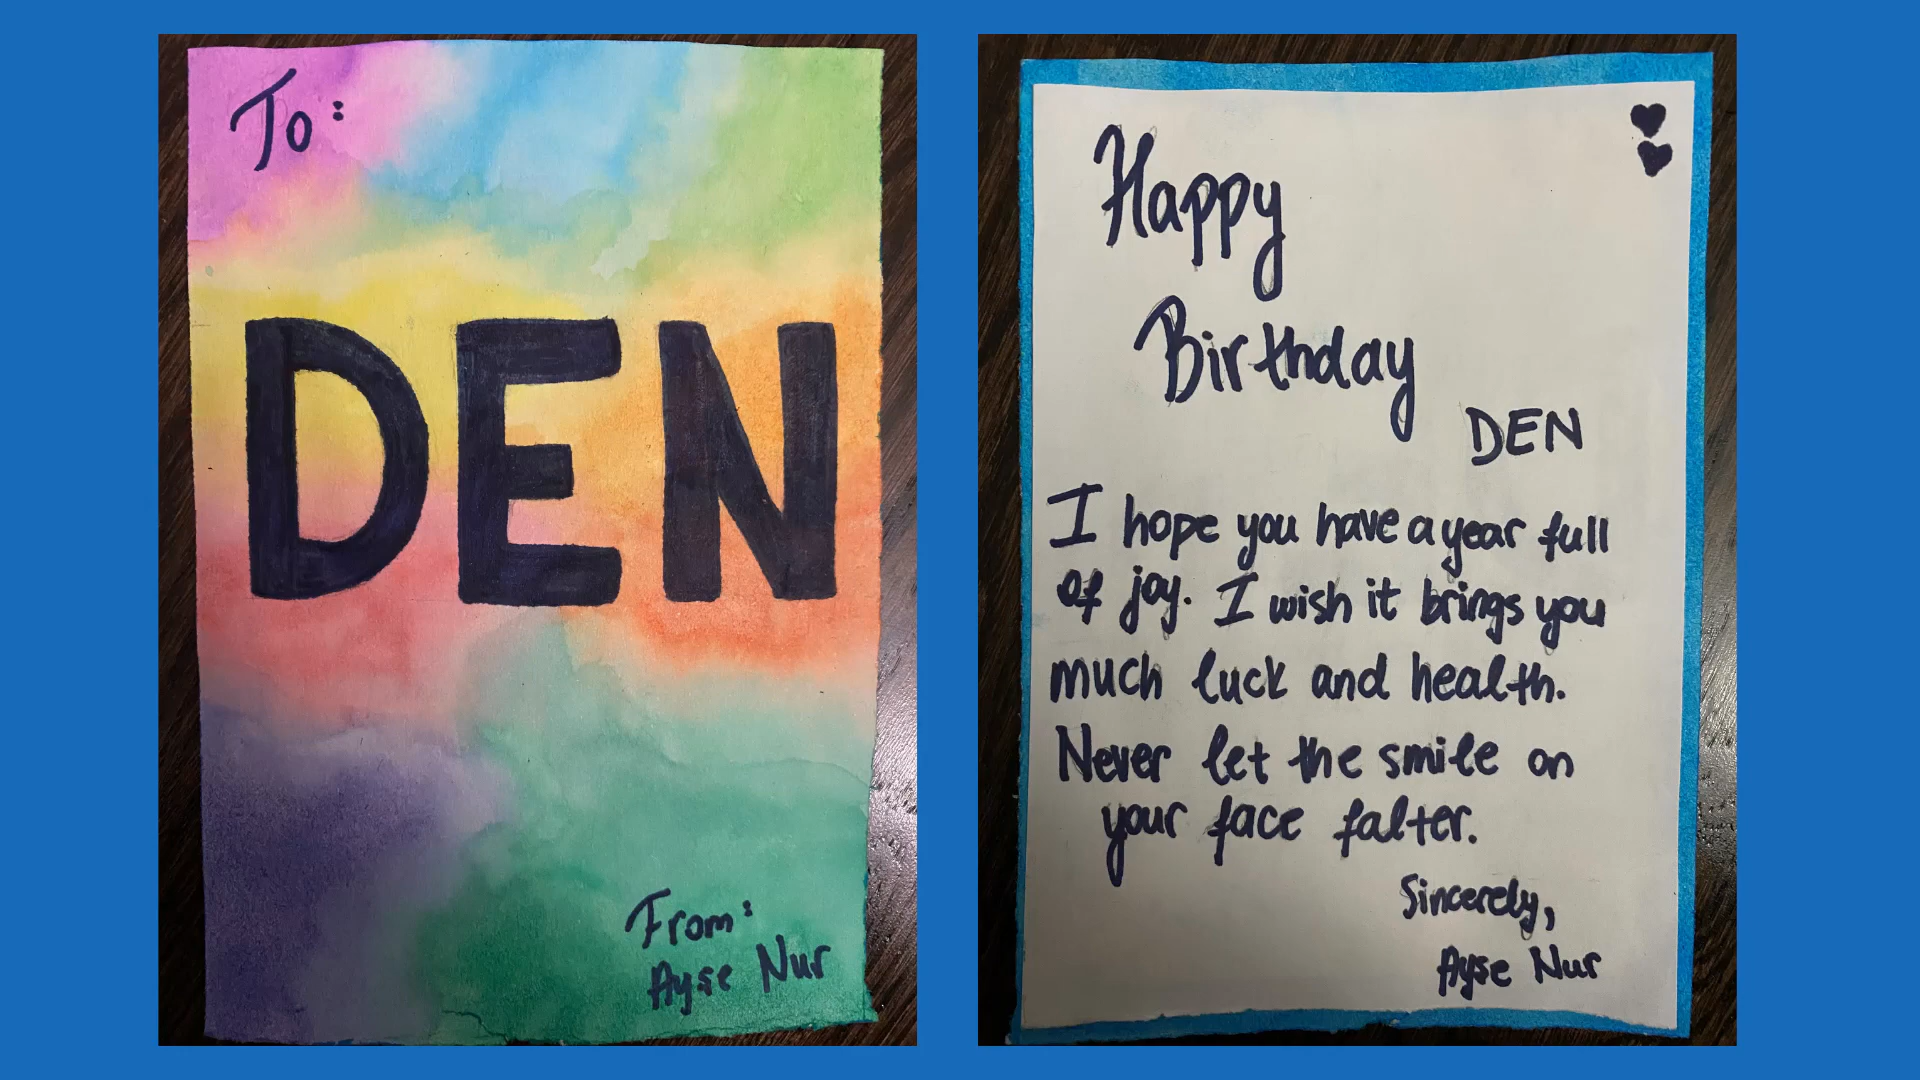 To:
DEN
From:
Ayse Nur
Happy
Birthday
DEN
I hope you have a year full
of joy. I wish it brings you
much luck and health.
Never let the smile on
your face falter.
Sincerely,
Ayse Nur